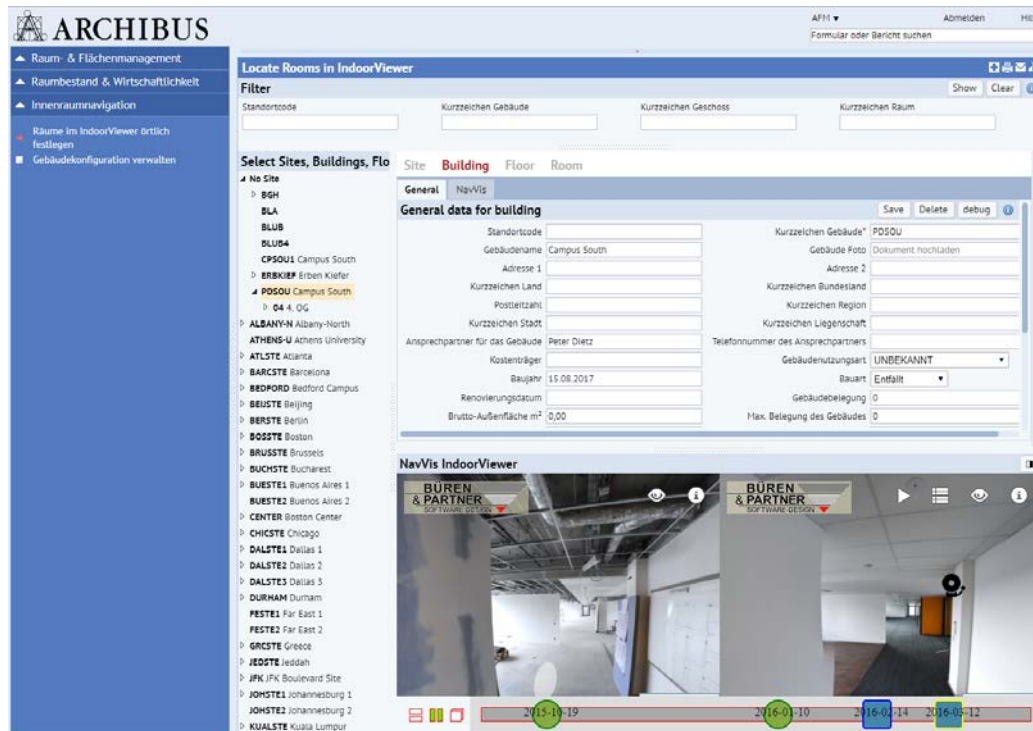 ARCHIBUS
AFM
Abmelden
Formular oder Bericht suchen
Raum- & Flächenmanagement
Raumbestand & Wirtschaftlichkeit
Innenraumnavigation
Räume im IndoorViewer örtlich
festlegen
Gebäudekonfiguration verwalten
Locate Rooms in IndoorViewer
Filter
Show Clear
Standortcode Kurzzeichen Gebäude Kurzzeichen Geschoss Kurzzeichen Raum
Select Sites, Buildings, Flo
No Site
BGH
BLA
BLUB
BLUB4
CPSOU1 Campus South
ERBKIEF Erben Kiefer
PDSOU Campus South
04 4. OG
ALBANY-N Albany-North
ATHENS-U Athens University
ATLSTE Atlanta
BARCSTE Barcelona
BEDFORD Bedford Campus
BEIJSTE Beijing
BERSTE Berlin
BOSSTE Boston
BRUSSTE Brussels
BUCHSTE Bucharest
BUESTE1 Buenos Aires 1
BUESTE2 Buenos Aires 2
CENTER Boston Center
CHICSTE Chicago
DALSTE1 Dallas 1
DALSTE2 Dallas 2
DALSTE3 Dallas 3
DURHAM Durham
FESTE1 Far East 1
FESTE2 Far East 2
GRCSTE Greece
JEDSTE Jeddah
JFK JFK Boulevard Site
JOHSTE1 Johannesburg 1
JOHSTE2 Johannesburg 2
KUALSTE Kuala Lumpur
Site Building Floor Room
General NavVis
General data for building
Save Delete debug
Standortcode Kurzzeichen Gebäude* PDSOU
Gebäudename Campus South Gebäude Foto Dokument hochladen
Adresse 1 Adresse 2
Kurzzeichen Land Kurzzeichen Bundesland
Postleitzahl Kurzzeichen Region
Kurzzeichen Stadt Kurzzeichen Liegenschaft
Ansprechpartner für das Gebäude Peter Dietz Telefonnummer des Ansprechpartners
Kostenträger Gebäudenutzungsart UNBEKANNT
Baujahr 15.08.2017 Bauart Entfällt
Renovierungsdatum Gebäudebelegung 0
Brutto-Außenfläche m² 0,00 Max. Belegung des Gebäudes 0
NavVis IndoorViewer
BÜREN
& PARTNER
SOFTWARE-DESIGN
BÜREN
& PARTNER
SOFTWARE-DESIGN
2015-10-19 2016-01-10 2016-02-14 2016-03-12